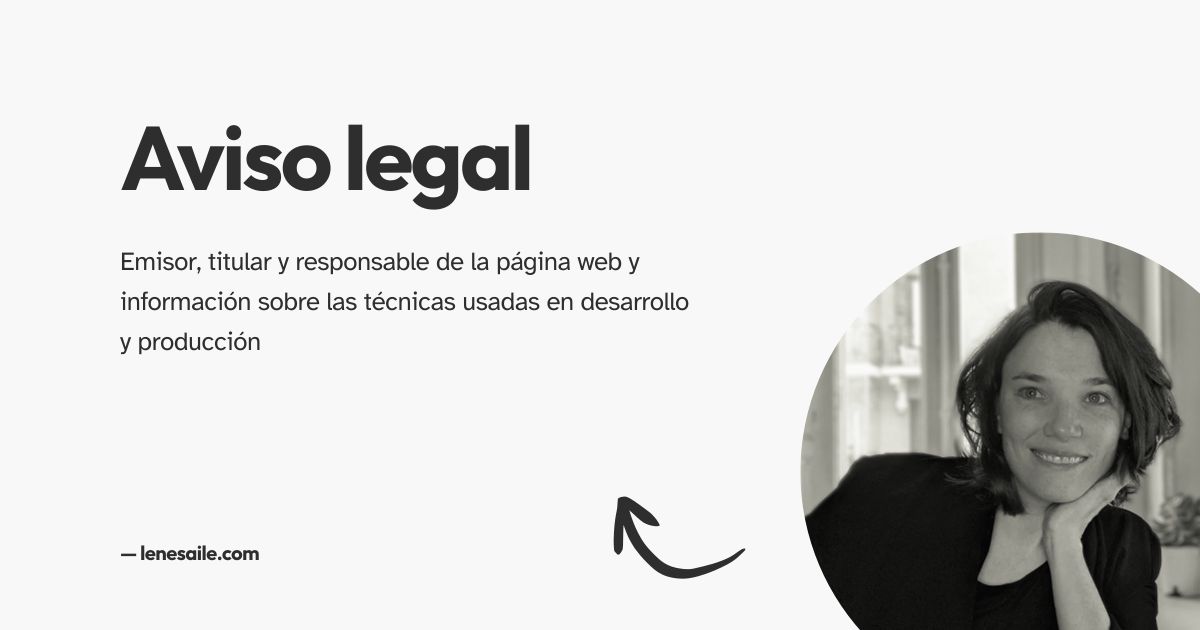 Aviso legal
Emisor, titular y responsable de la página web y
información sobre las técnicas usadas en desarrollo
y producción
— lenesaile.com